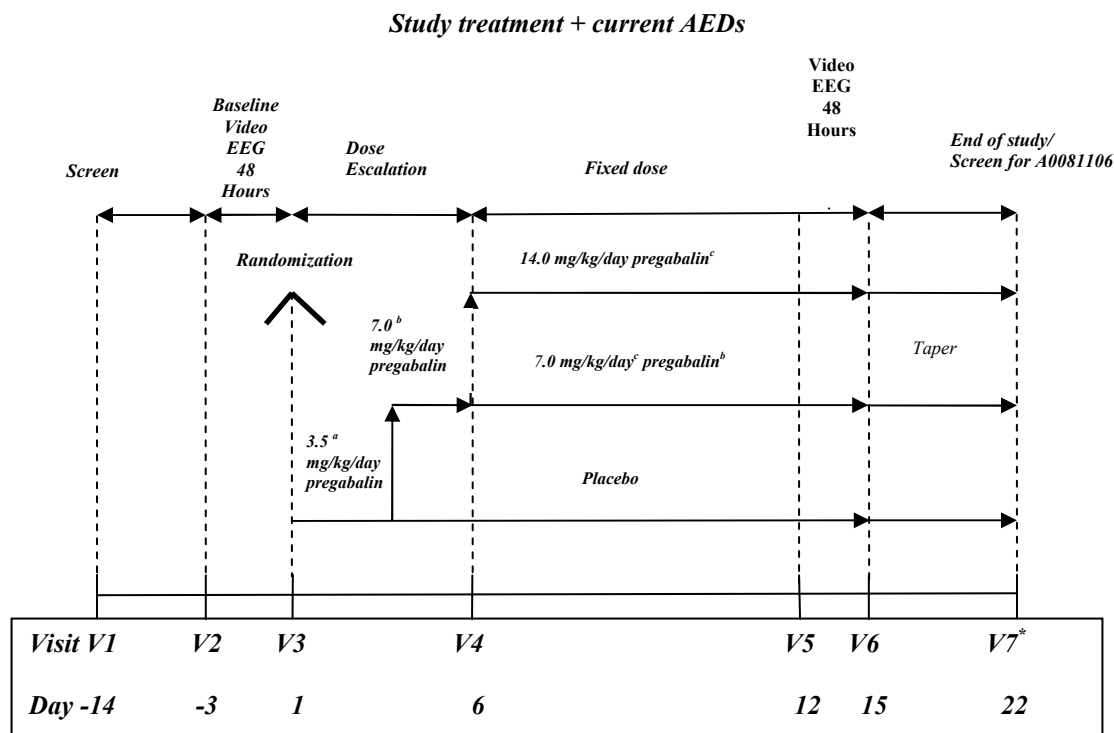 Study treatment + current AEDs
Screen
Baseline
Video
EEG
48
Hours
Dose
Escalation
Fixed dose
Video
EEG
48
Hours
End of study/
Screen for A0081106
Randomization
14.0 mg/kg/day pregabalin^c
7.0 ^b
mg/kg/day
pregabalin
7.0 mg/kg/day^c pregabalin^b
Taper
3.5 ^a
mg/kg/day
pregabalin
Placebo
Visit V1 V2 V3 V4 V5 V6 V7*
Day -14 -3 1 6 12 15 22